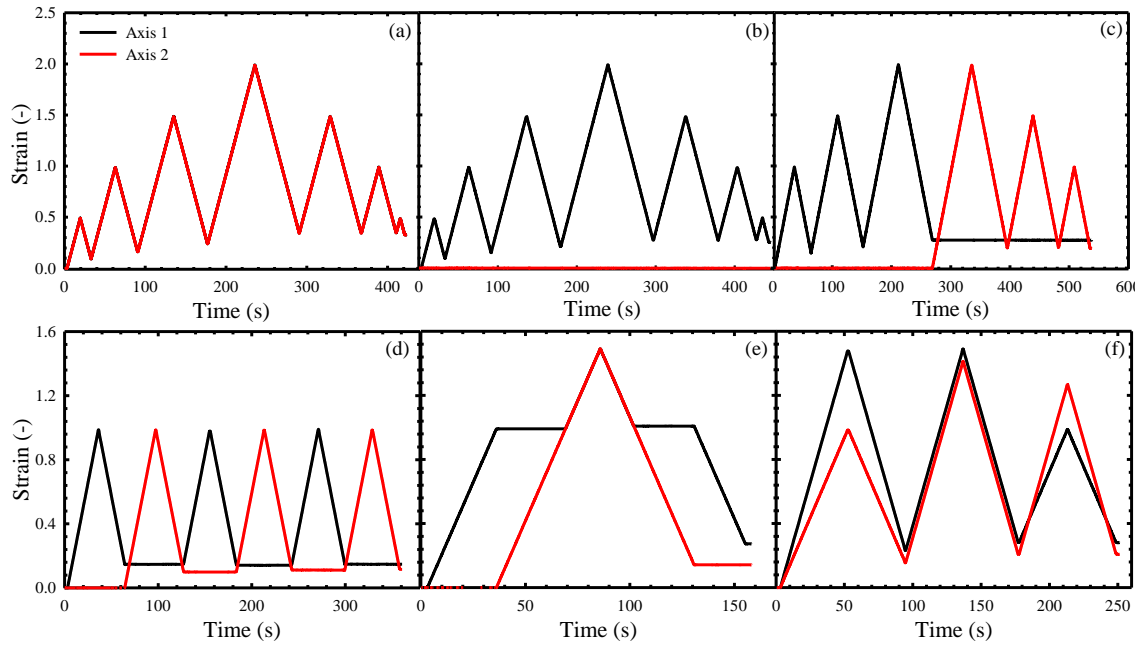 2.5
2.0
1.5
1.0
0.5
0.0
Strain (-)
Axis 1
Axis 2
(a)
0 100 200 300 400
Time (s)
(b)
0 100 200 300 400
Time (s)
(c)
0 100 200 300 400 500 600
Time (s)
1.6
1.2
0.8
0.4
0.0
Strain (-)
(d)
0 100 200 300
Time (s)
(e)
0 50 100 150
Time (s)
(f)
0 50 100 150 200 250
Time (s)